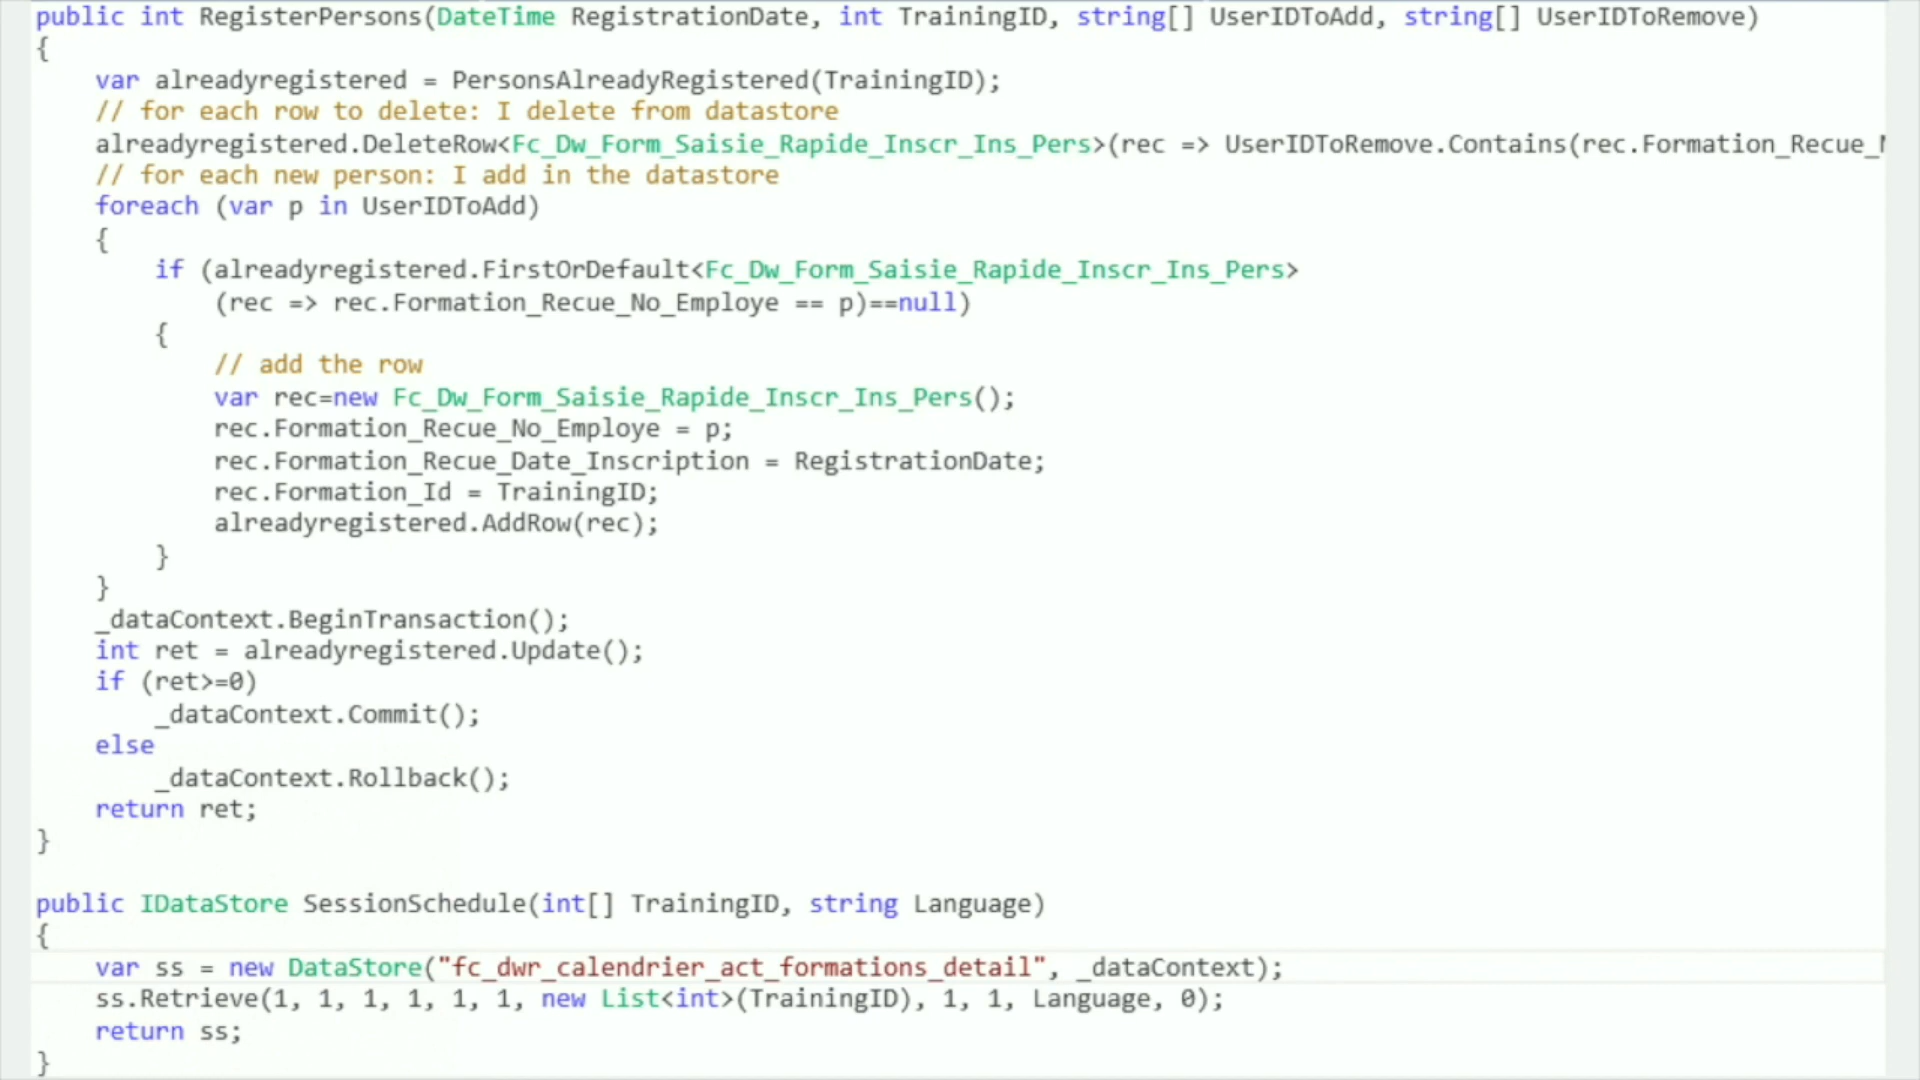 public int RegisterPersons(DateTime RegistrationDate, int TrainingID, string[] UserIDToAdd, string[] UserIDToRemove)
{
    var alreadyregistered = PersonsAlreadyRegistered(TrainingID);
    // for each row to delete: I delete from datastore
    alreadyregistered.DeleteRow<Fc_Dw_Form_Saisie_Rapide_Inscr_Ins_Pers>(rec => UserIDToRemove.Contains(rec.Formation_Recue_
    // for each new person: I add in the datastore
    foreach (var p in UserIDToAdd)
    {
        if (alreadyregistered.FirstOrDefault<Fc_Dw_Form_Saisie_Rapide_Inscr_Ins_Pers>
            (rec => rec.Formation_Recue_No_Employe == p)==null)
        {
            // add the row
            var rec=new Fc_Dw_Form_Saisie_Rapide_Inscr_Ins_Pers();
            rec.Formation_Recue_No_Employe = p;
            rec.Formation_Recue_Date_Inscription = RegistrationDate;
            rec.Formation_Id = TrainingID;
            alreadyregistered.AddRow(rec);
        }
    }
    _dataContext.BeginTransaction();
    int ret = alreadyregistered.Update();
    if (ret>=0)
        _dataContext.Commit();
    else
        _dataContext.Rollback();
    return ret;
}
public IDataStore SessionSchedule(int[] TrainingID, string Language)
{
    var ss = new DataStore("fc_dwr_calendrier_act_formations_detail", _dataContext);
    ss.Retrieve(1, 1, 1, 1, 1, 1, new List<int>(TrainingID), 1, 1, Language, 0);
    return ss;
}